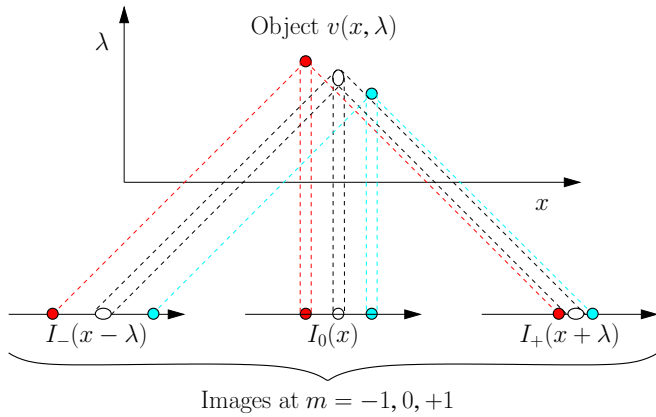 Object v(x, λ)
λ
x
I₋(x − λ)
I₀(x)
I₊(x + λ)
Images at m = −1, 0, +1